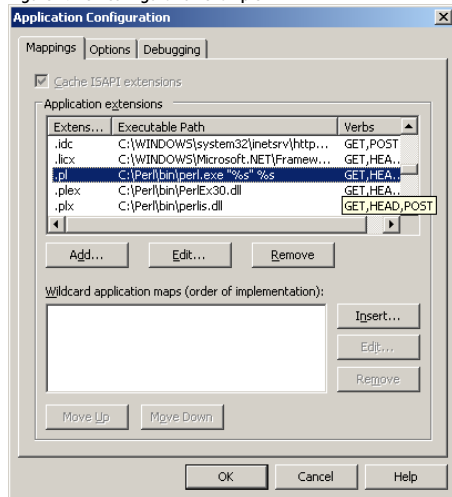 Application Configuration
Mappings Options Debugging
Cache ISAPI extensions
Application extensions
Extens... Executable Path Verbs
.idc C:\WINDOWS\system32\inetsrv\http... GET,POST
.licx C:\WINDOWS\Microsoft.NET\Framew... GET,HEA..
.pl C:\Perl\bin\perl.exe "%s" %s GET,HEA..
.plex C:\Perl\bin\PerlEx30.dll GET,HEA..
.plx C:\Perl\bin\perlis.dll GET,HEAD,POST
Add... Edit... Remove
Wildcard application maps (order of implementation):
Insert...
Edit...
Remove
Move Up Move Down
OK Cancel Help